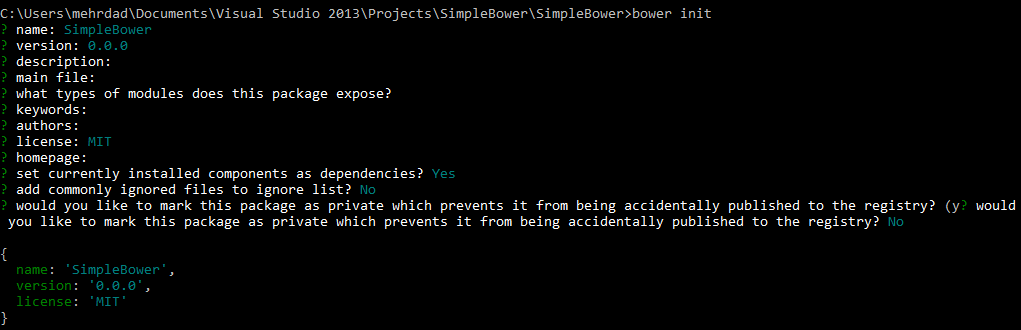 C:\Users\mehrdad\Documents\Visual Studio 2013\Projects\SimpleBower\SimpleBower>bower init
? name: SimpleBower
? version: 0.0.0
? description:
? main file:
? what types of modules does this package expose?
? keywords:
? authors:
? license: MIT
? homepage:
? set currently installed components as dependencies? Yes
? add commonly ignored files to ignore list? No
? would you like to mark this package as private which prevents it from being accidentally published to the registry? (y? would
you like to mark this package as private which prevents it from being accidentally published to the registry? No
{
name: 'SimpleBower',
version: '0.0.0',
license: 'MIT'
}